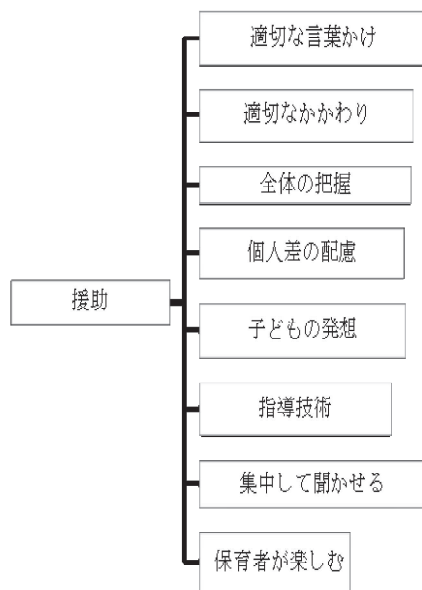 適切な言葉かけ
適切なかかわり
全体の把握
個人差の配慮
援助
子どもの発想
指導技術
集中して聞かせる
保育者が楽しむ